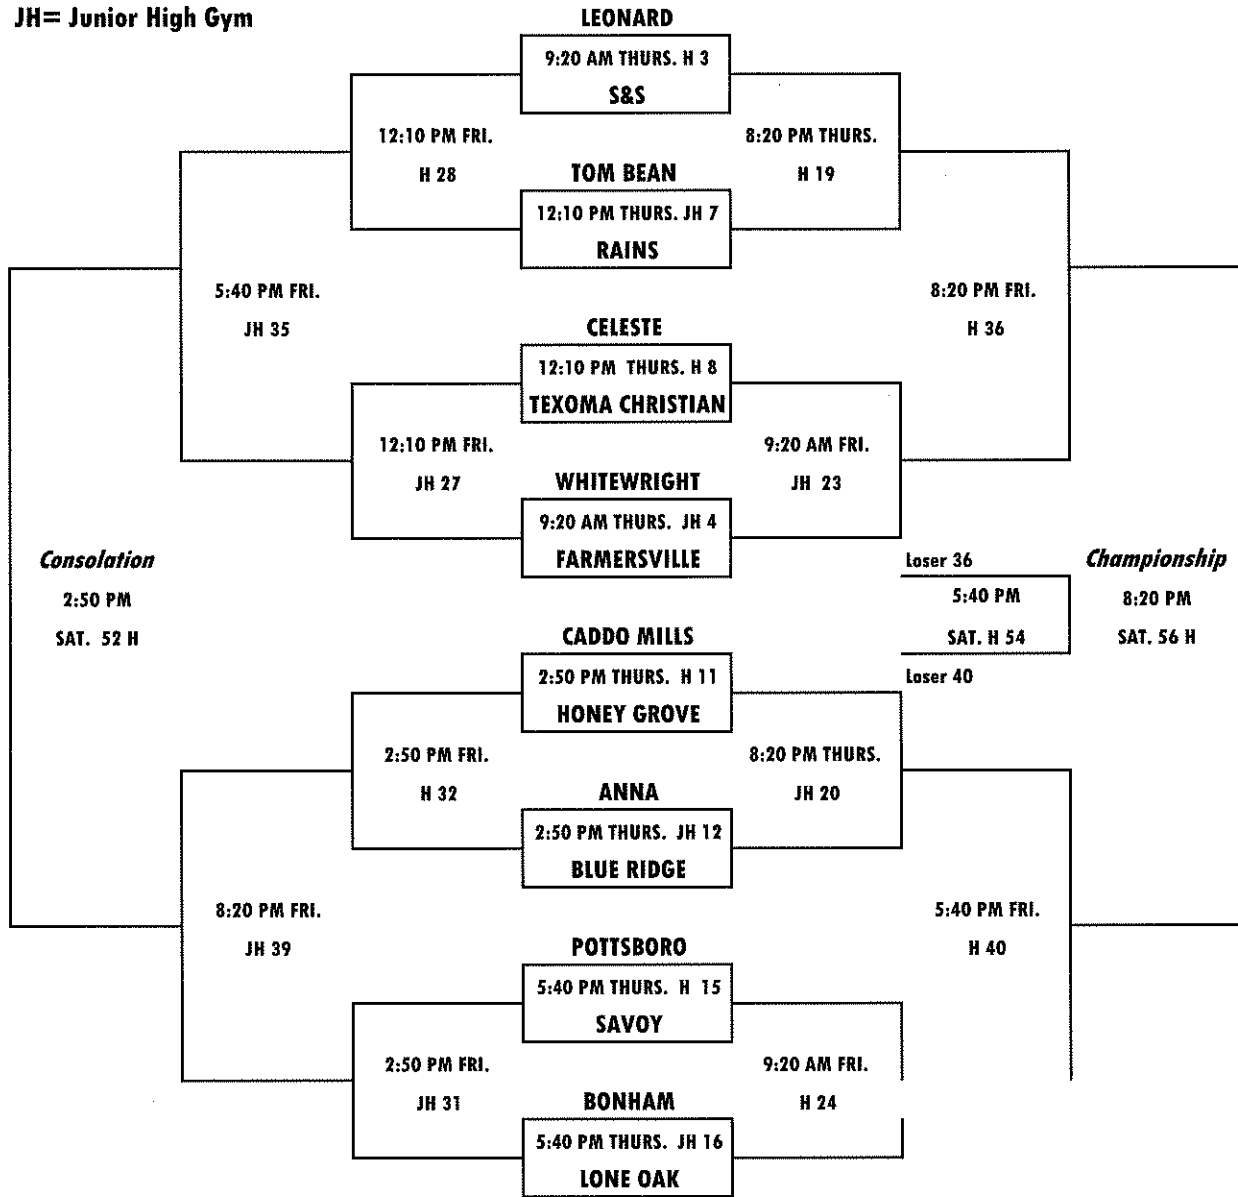 JH= Junior High Gym
LEONARD
9:20 AM THURS. H 3
S&S
12:10 PM FRI.
H 28
8:20 PM THURS.
H 19
TOM BEAN
12:10 PM THURS. JH 7
RAINS
5:40 PM FRI.
JH 35
8:20 PM FRI.
H 36
CELESTE
12:10 PM THURS. H 8
TEXOMA CHRISTIAN
12:10 PM FRI.
JH 27
9:20 AM FRI.
JH 23
WHITEWRIGHT
9:20 AM THURS. JH 4
FARMERSVILLE
Consolation
2:50 PM
SAT. 52 H
Loser 36
5:40 PM
SAT. H 54
Loser 40
Championship
8:20 PM
SAT. 56 H
CADDO MILLS
2:50 PM THURS. H 11
HONEY GROVE
2:50 PM FRI.
H 32
8:20 PM THURS.
JH 20
ANNA
2:50 PM THURS. JH 12
BLUE RIDGE
8:20 PM FRI.
JH 39
5:40 PM FRI.
H 40
POTTSBORO
5:40 PM THURS. H 15
SAVOY
2:50 PM FRI.
JH 31
9:20 AM FRI.
H 24
BONHAM
5:40 PM THURS. JH 16
LONE OAK